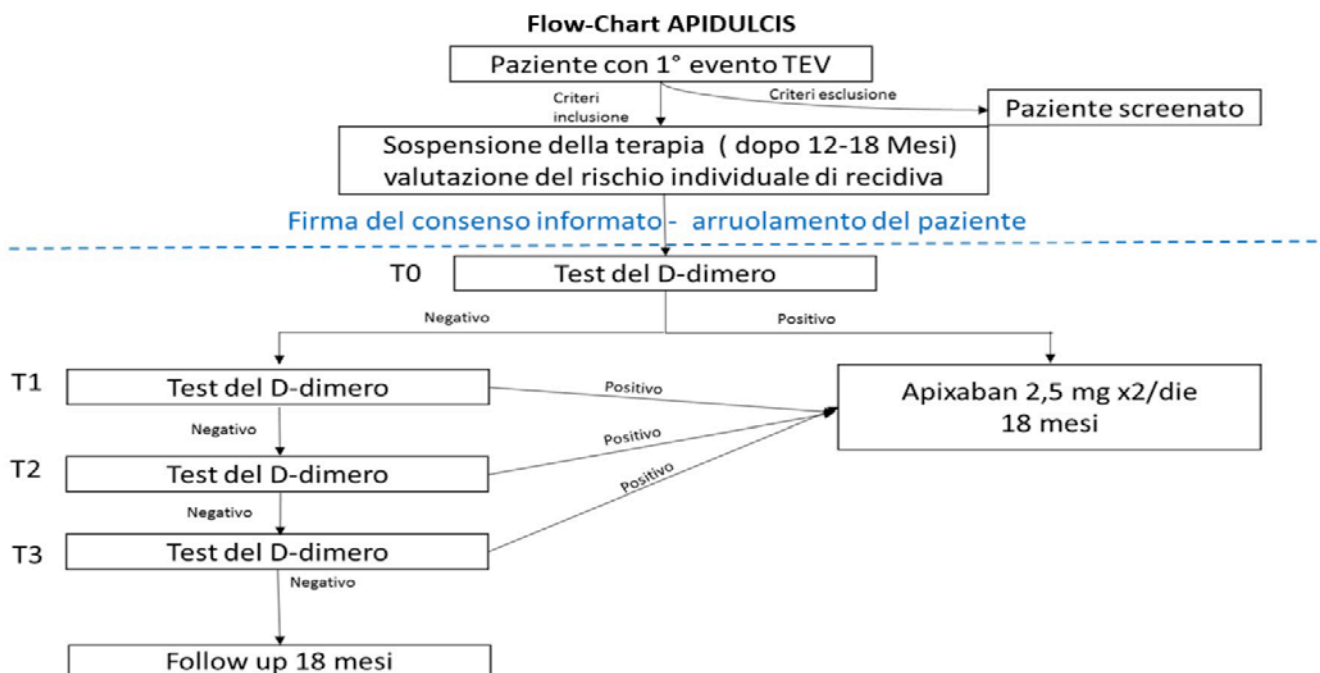 Flow-Chart APIDULCIS
Paziente con 1° evento TEV
Criteri inclusione
Criteri esclusione
Paziente screenato
Sospensione della terapia ( dopo 12-18 Mesi)
valutazione del rischio individuale di recidiva
Firma del consenso informato - arruolamento del paziente
T0
Test del D-dimero
Negativo
Positivo
T1
Test del D-dimero
Positivo
Apixaban 2,5 mg x2/die
18 mesi
Negativo
T2
Test del D-dimero
Positivo
Negativo
T3
Test del D-dimero
Positivo
Negativo
Follow up 18 mesi